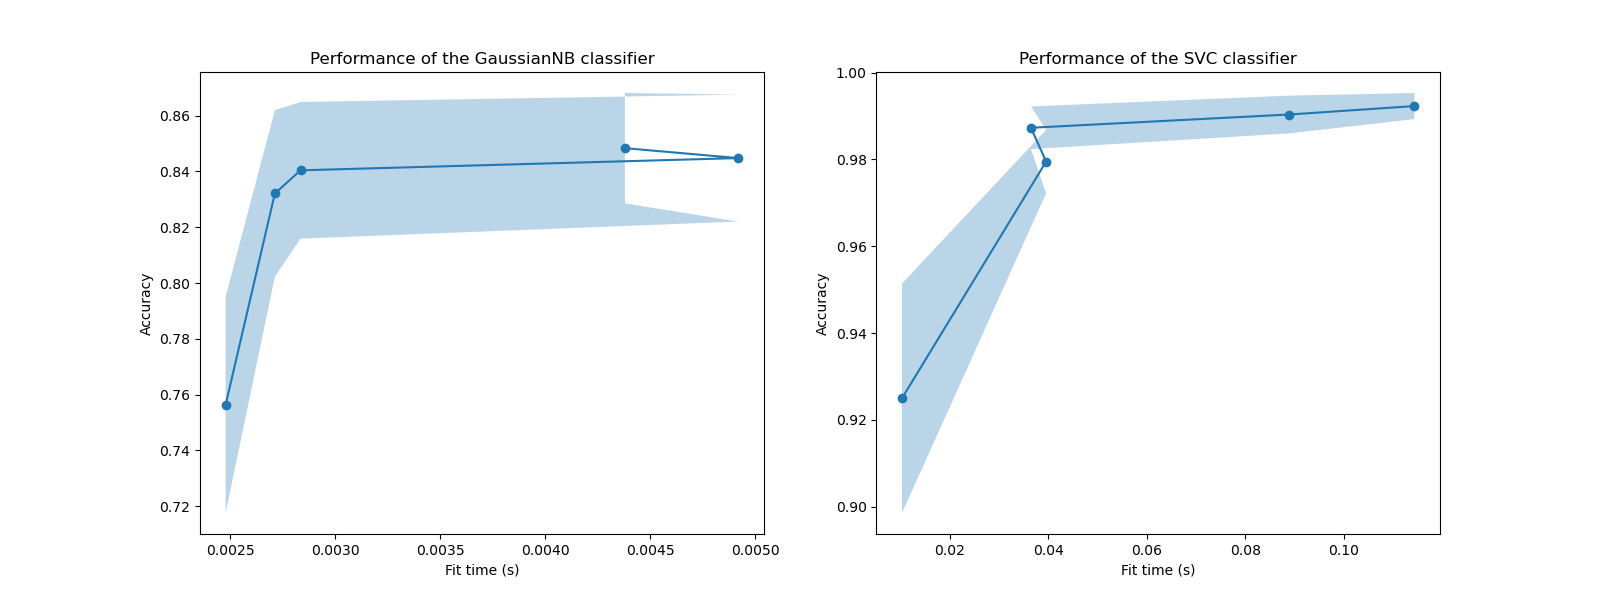 Performance of the GaussianNB classifier
Accuracy
0.86
0.84
0.82
0.80
0.78
0.76
0.74
0.72
0.0025 0.0030 0.0035 0.0040 0.0045 0.0050
Fit time (s)
Performance of the SVC classifier
Accuracy
1.00
0.98
0.96
0.94
0.92
0.90
0.02 0.04 0.06 0.08 0.10
Fit time (s)